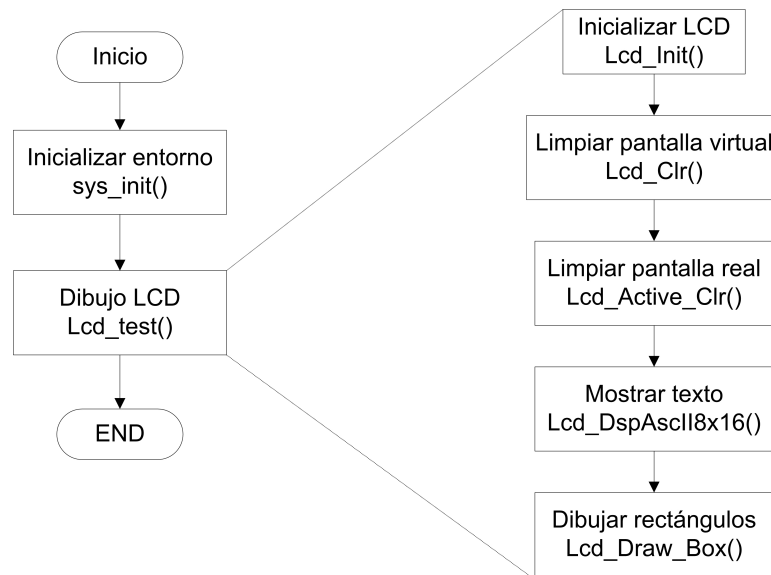 Inicio
Inicializar entorno
sys_init()
Dibujo LCD
Lcd_test()
END
Inicializar LCD
Lcd_Init()
Limpiar pantalla virtual
Lcd_Clr()
Limpiar pantalla real
Lcd_Active_Clr()
Mostrar texto
Lcd_DspAscII8x16()
Dibujar rectángulos
Lcd_Draw_Box()